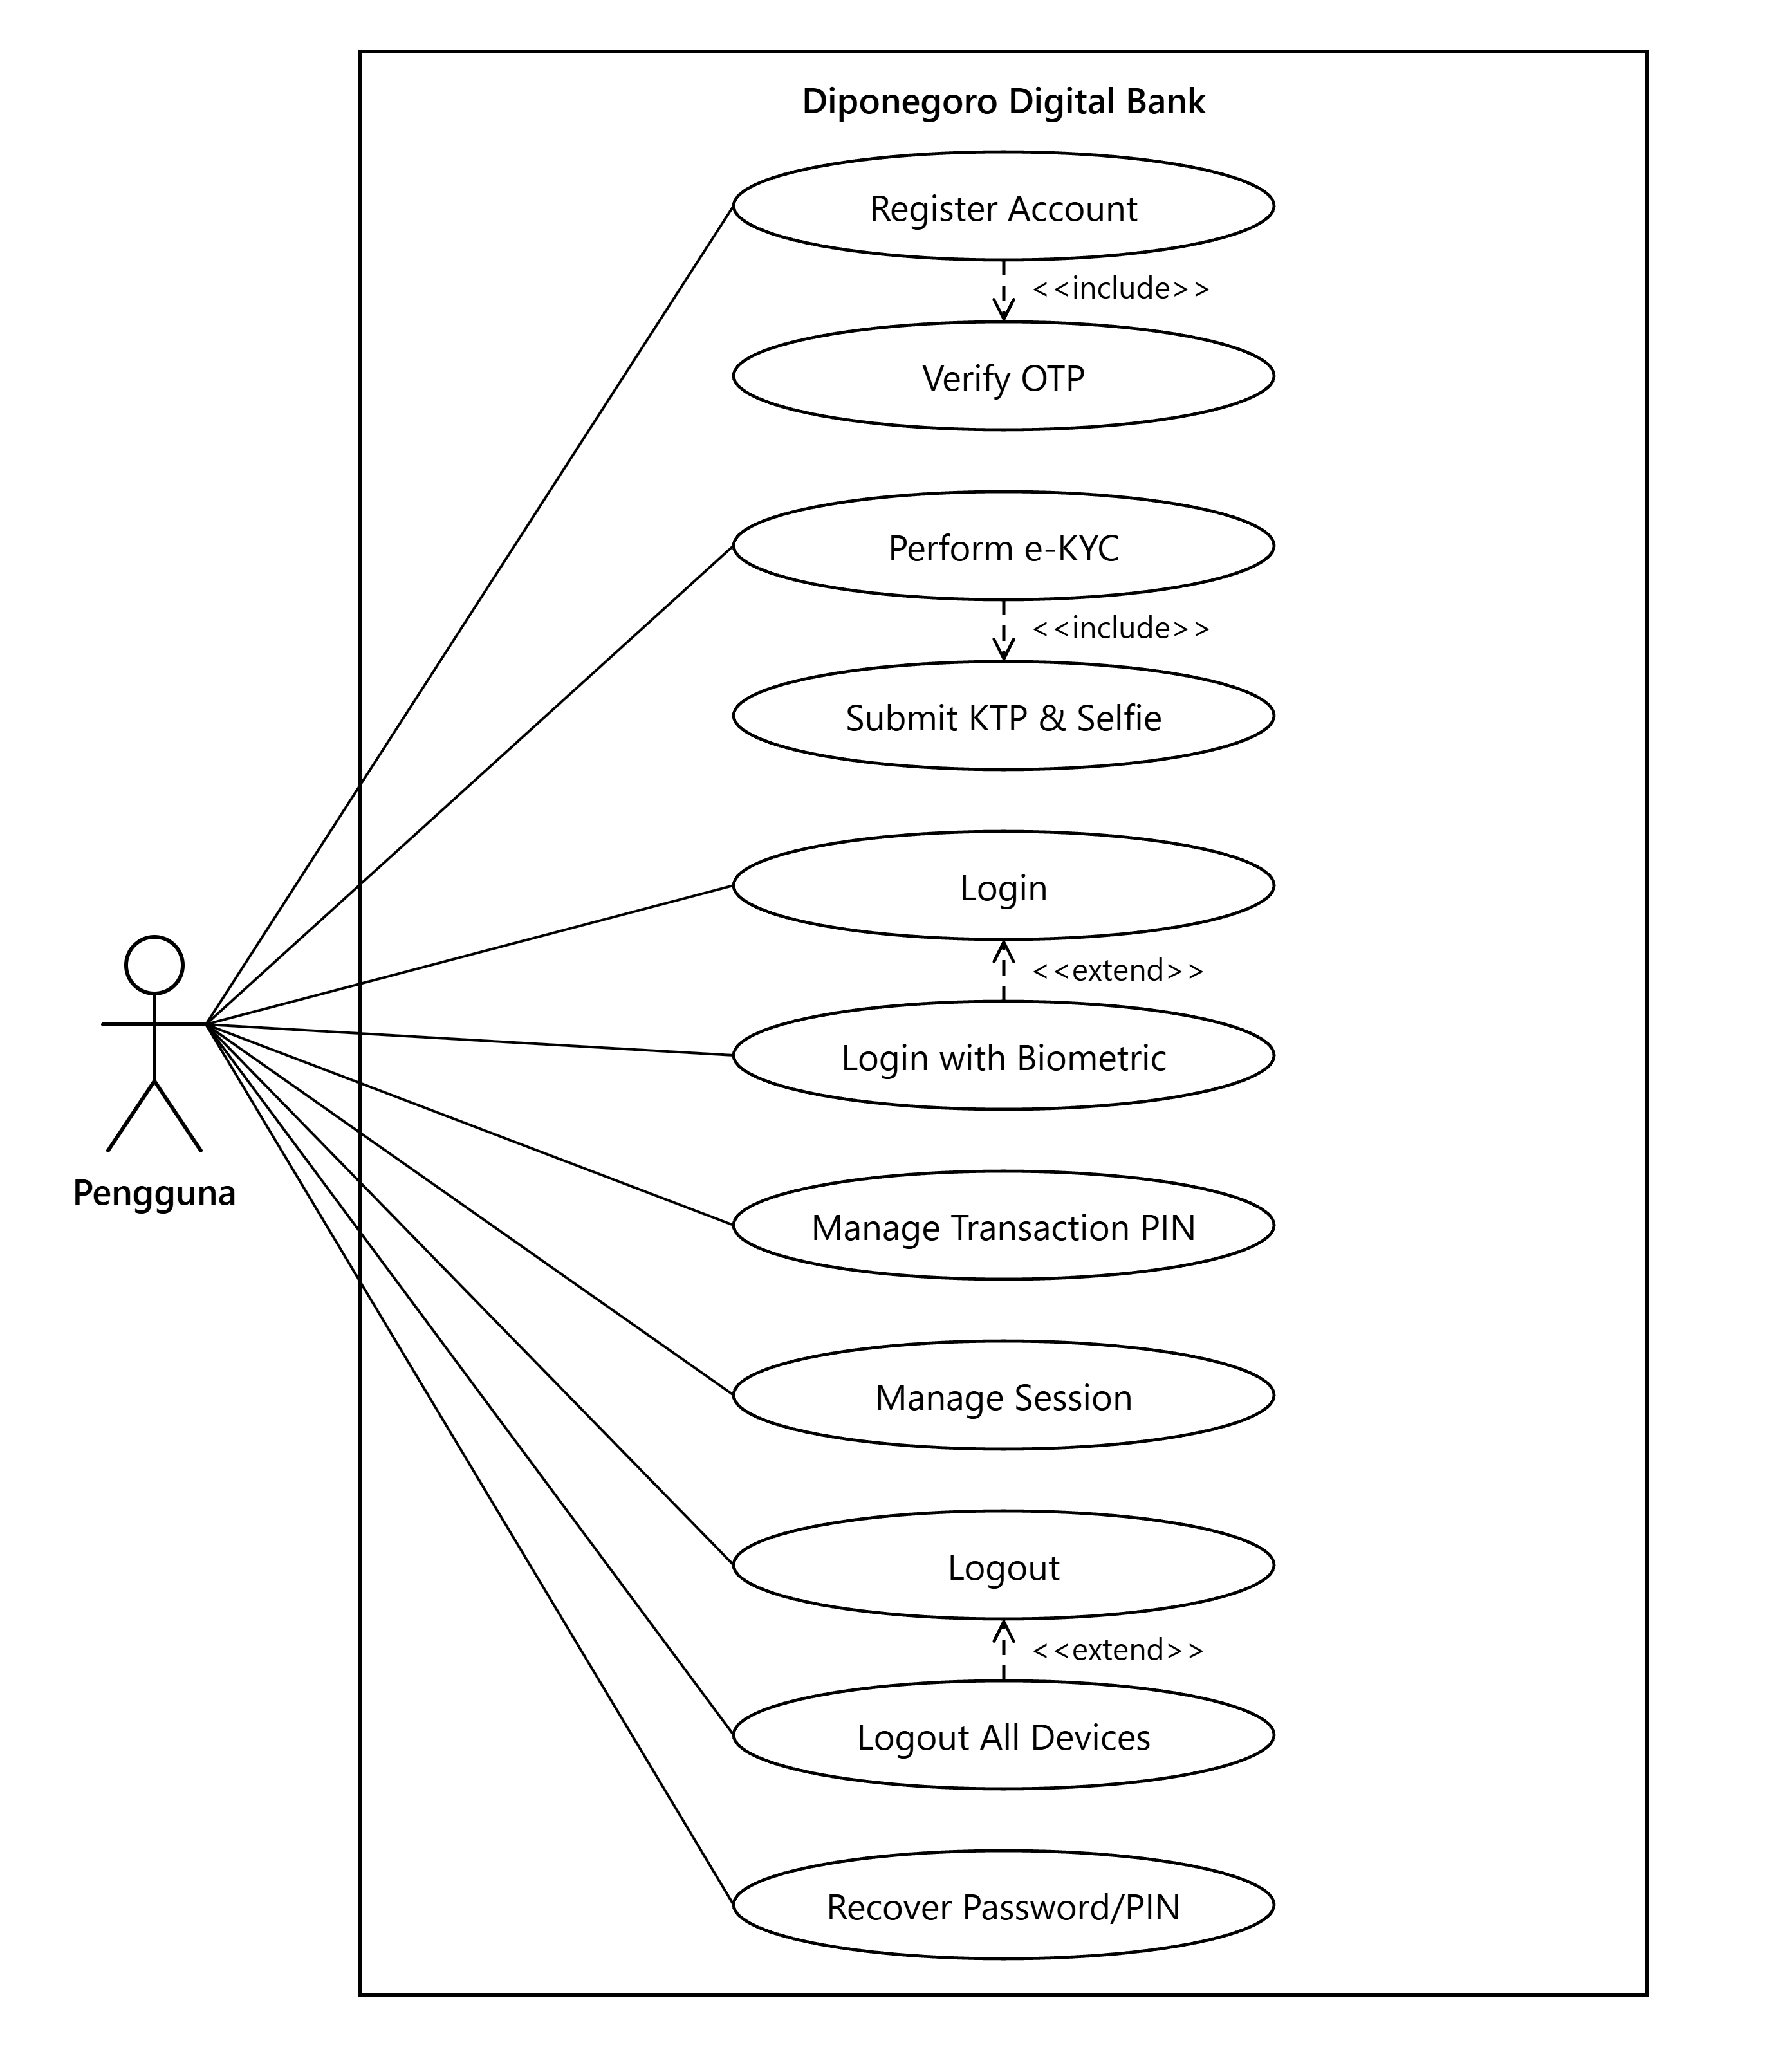 Diponegoro Digital Bank
Register Account
<<include>>
Verify OTP
Perform e-KYC
<<include>>
Submit KTP & Selfie
Login
<<extend>>
Login with Biometric
Pengguna
Manage Transaction PIN
Manage Session
Logout
<<extend>>
Logout All Devices
Recover Password/PIN